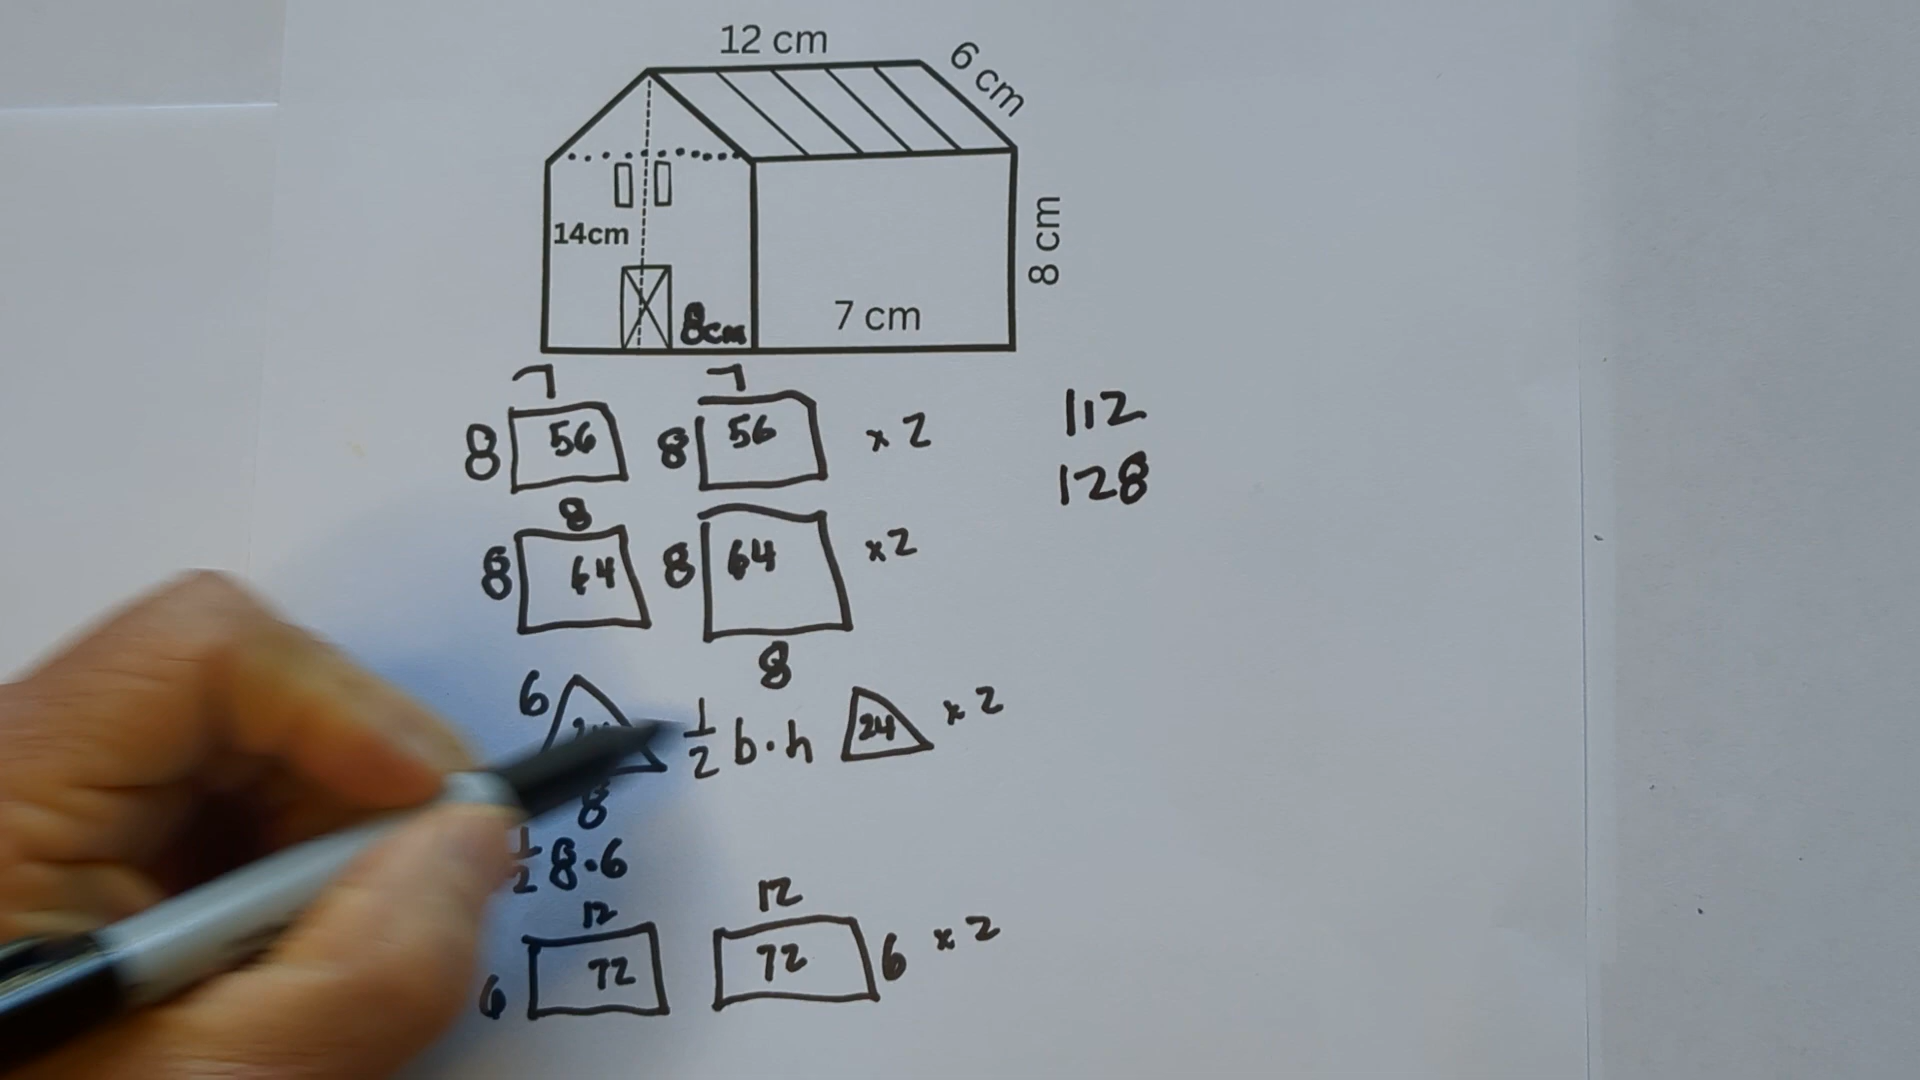 12 cm
6 cm
14cm
8 cm
8cm
7 cm
7 7
8 56 8 56 x 2
112
128
8
8 64 8 64 x2
8
6 1/2 b·h 24 x 2
8
1/2 8·6
12 12
6 72 72 6 x 2